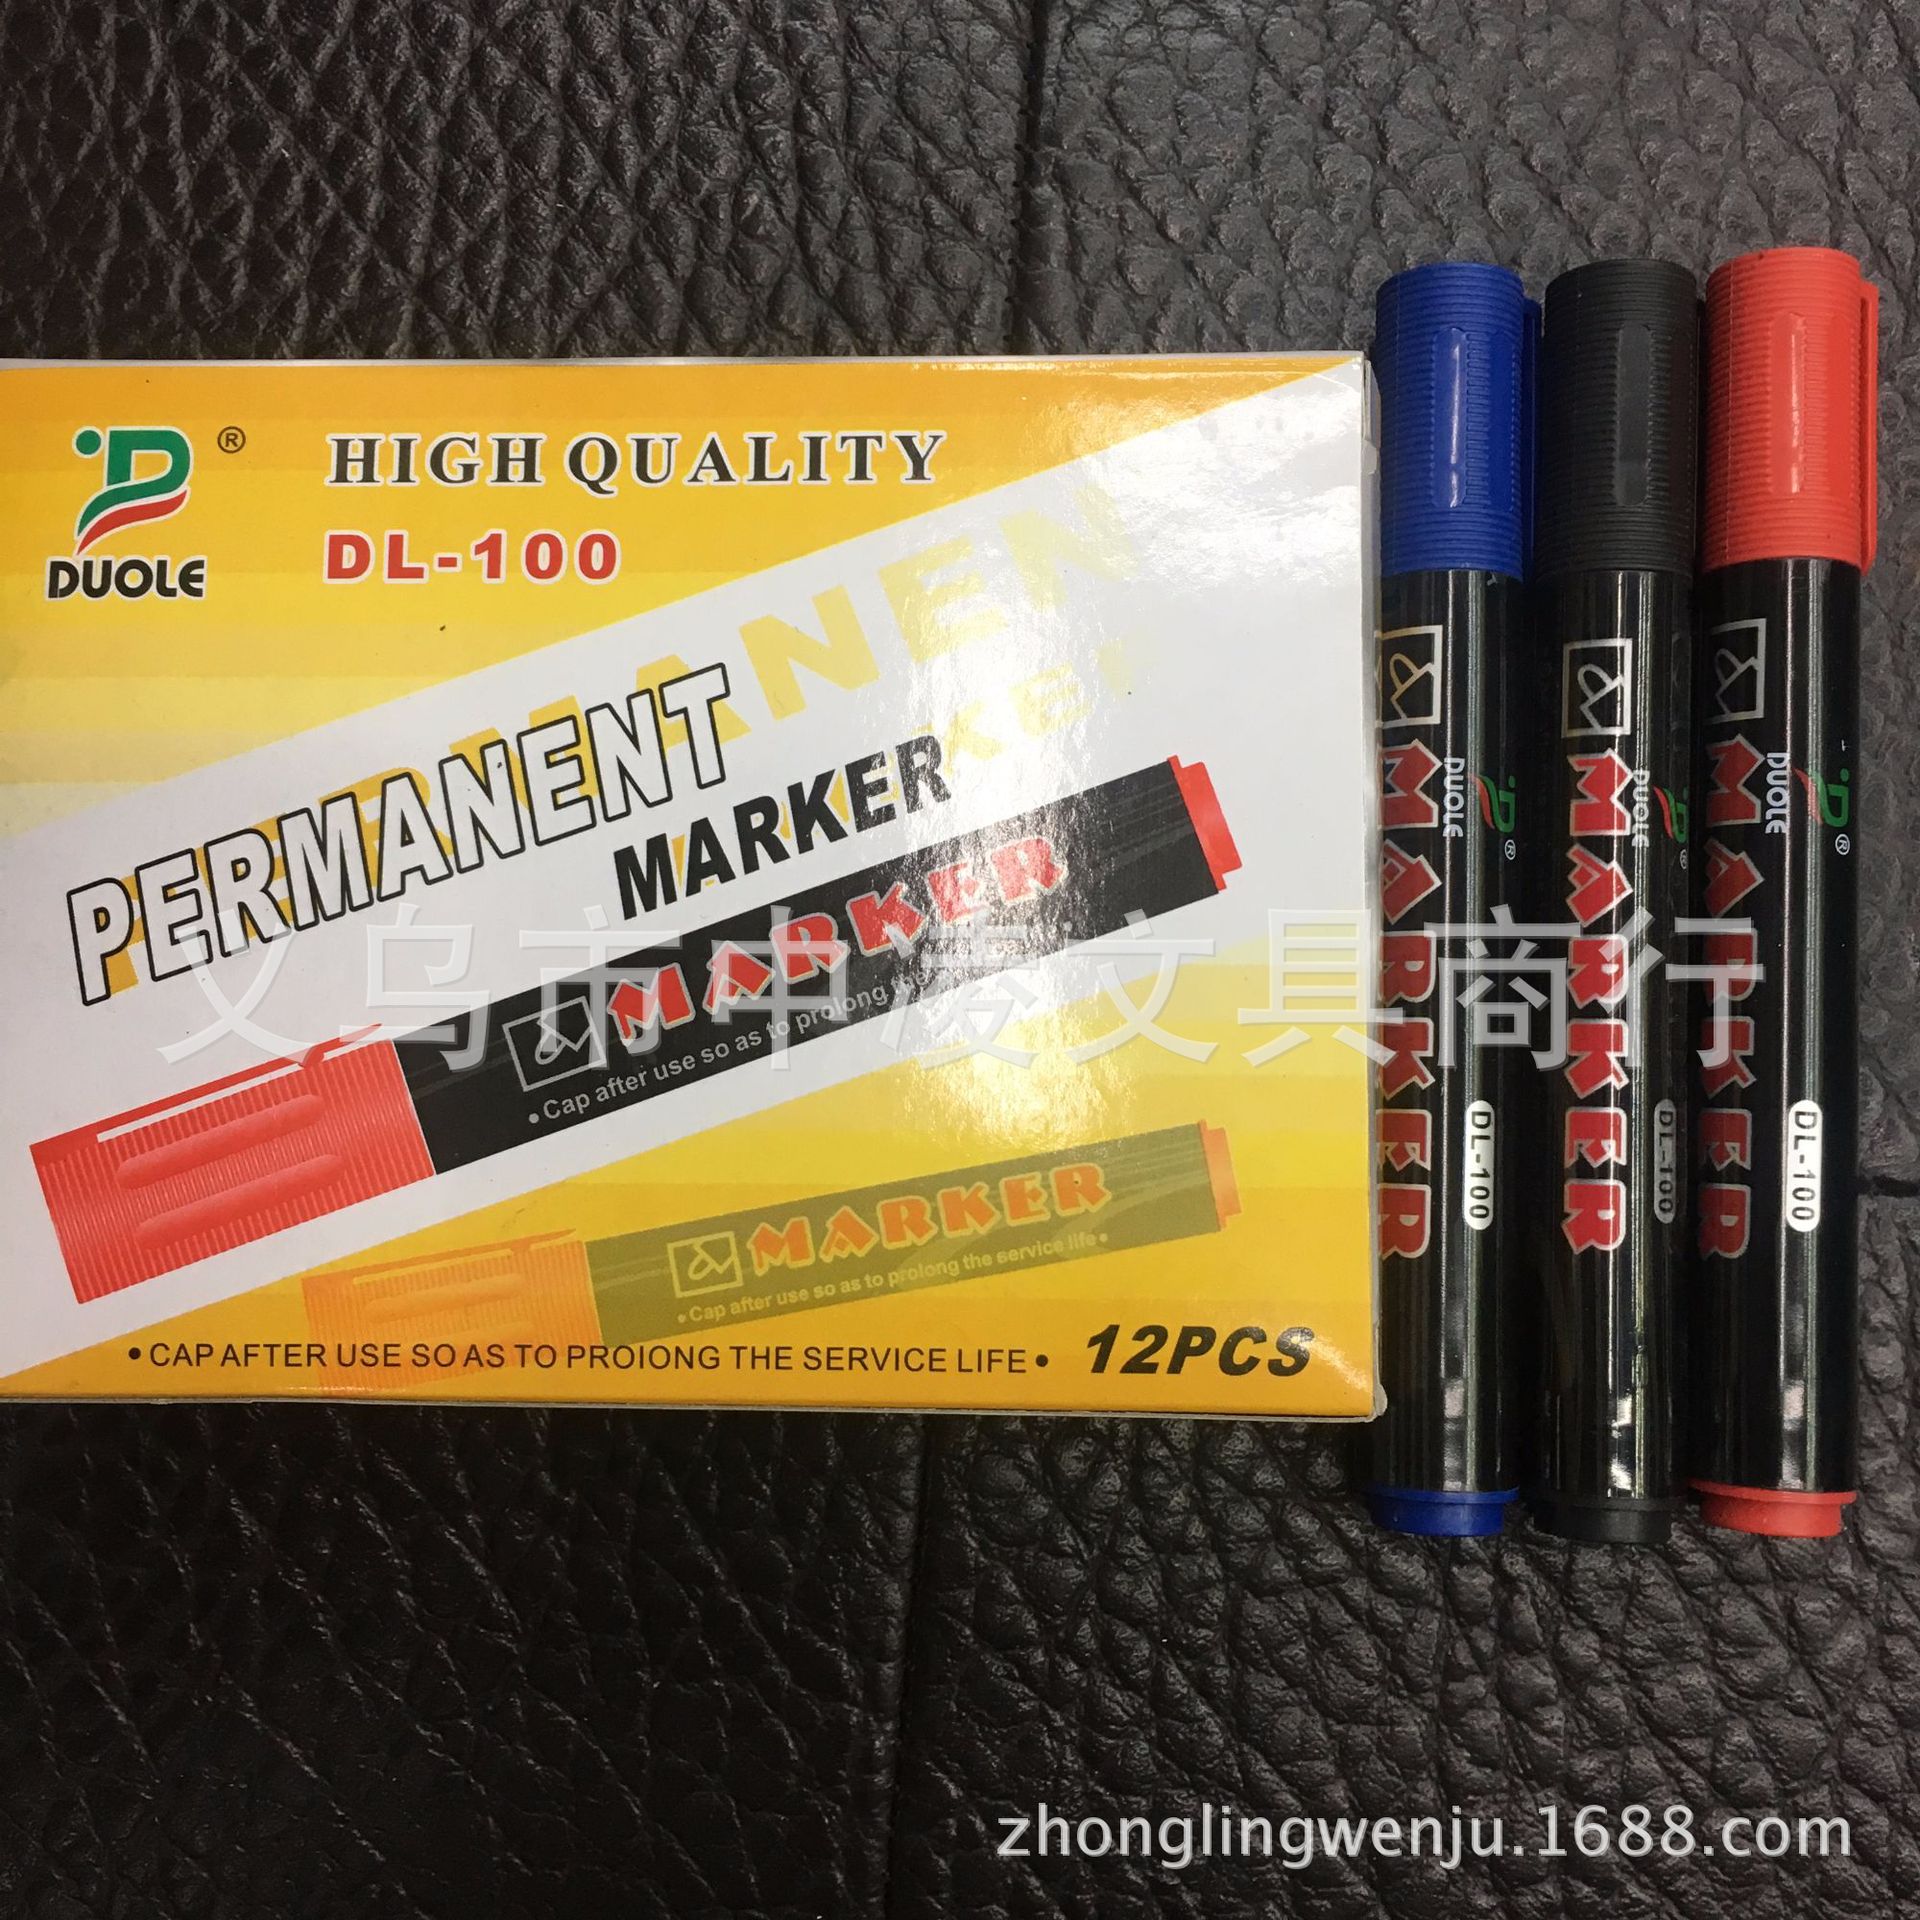 DUOLE ®
HIGH QUALITY
DL-100
PERMANENT
MARKER
PERMANEN
MARKER
• Cap after use so as to prolong the
MARKER
• Cap after use so as to prolong the service life •
• CAP AFTER USE SO AS TO PROIONG THE SERVICE LIFE •
12PCS
MARKER
DUOLE ®
DL-100
MARKER
DUOLE ®
DL-100
MARKER
DUOLE ®
DL-100
义乌市中凌文具商行
zhonglingwenju.1688.com